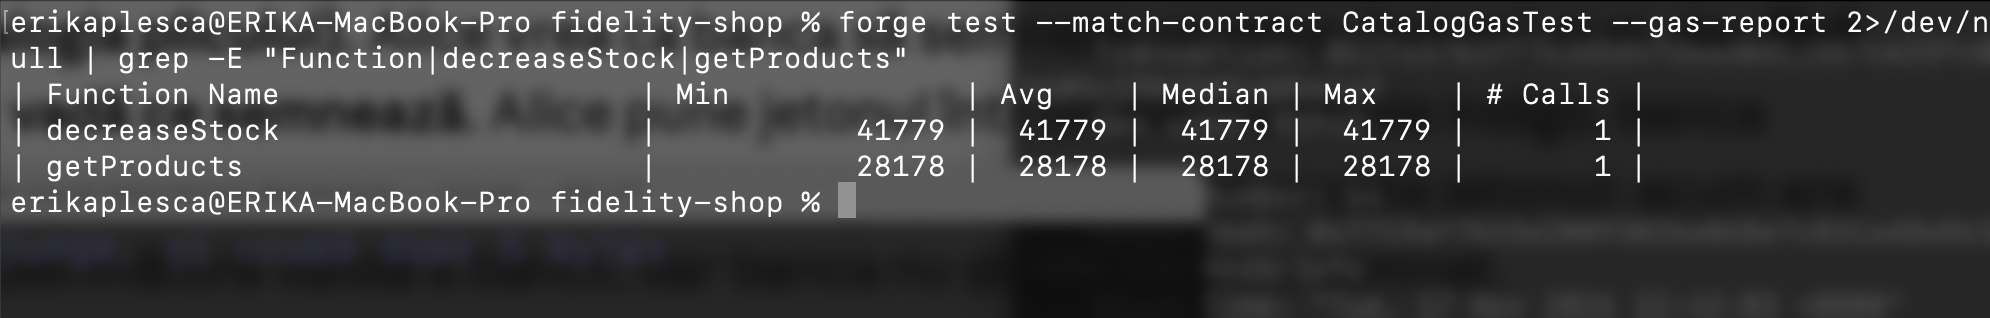 [erikaplesca@ERIKA-MacBook-Pro fidelity-shop % forge test --match-contract CatalogGasTest --gas-report 2>/dev/n
ull | grep -E "Function|decreaseStock|getProducts"
| Function Name | Min | Avg | Median | Max | # Calls |
| decreaseStock | 41779 | 41779 | 41779 | 41779 | 1 |
| getProducts | 28178 | 28178 | 28178 | 28178 | 1 |
erikaplesca@ERIKA-MacBook-Pro fidelity-shop %